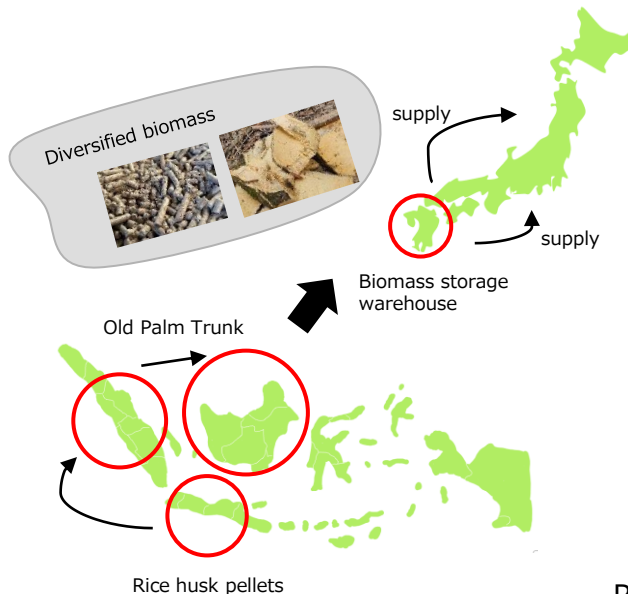 Diversified biomass
supply
supply
Biomass storage
warehouse
Old Palm Trunk
Rice husk pellets